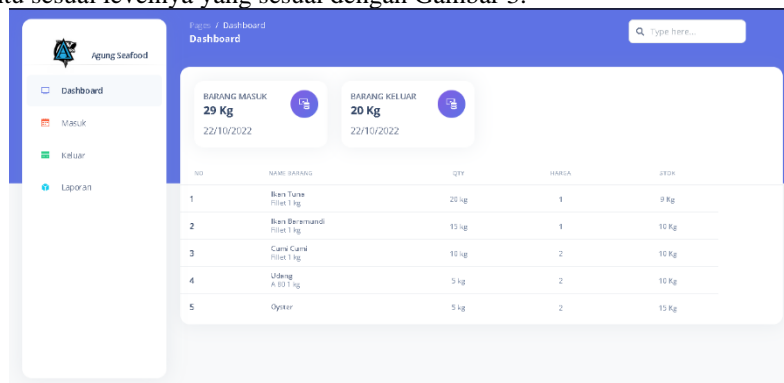 sesuai levelnya yang sesuai dengan Gambar 3.
Pages / Dashboard
Dashboard
Type here...
Agung Seafood
Dashboard
Masuk
Keluar
Laporan
BARANG MASUK
29 Kg
22/10/2022
BARANG KELUAR
20 Kg
22/10/2022
NO NAMA BARANG QTY HARGA STOK
1 Ikan Tuna 20 kg 1 9 Kg
Fillet 1 kg
2 Ikan Baramundi 15 kg 1 10 Kg
Fillet 1 kg
3 Cumi Cumi 10 kg 2 10 Kg
Fillet 1 kg
4 Udang 5 kg 2 10 Kg
1 kg
5 Oyster 5 kg 2 15 Kg